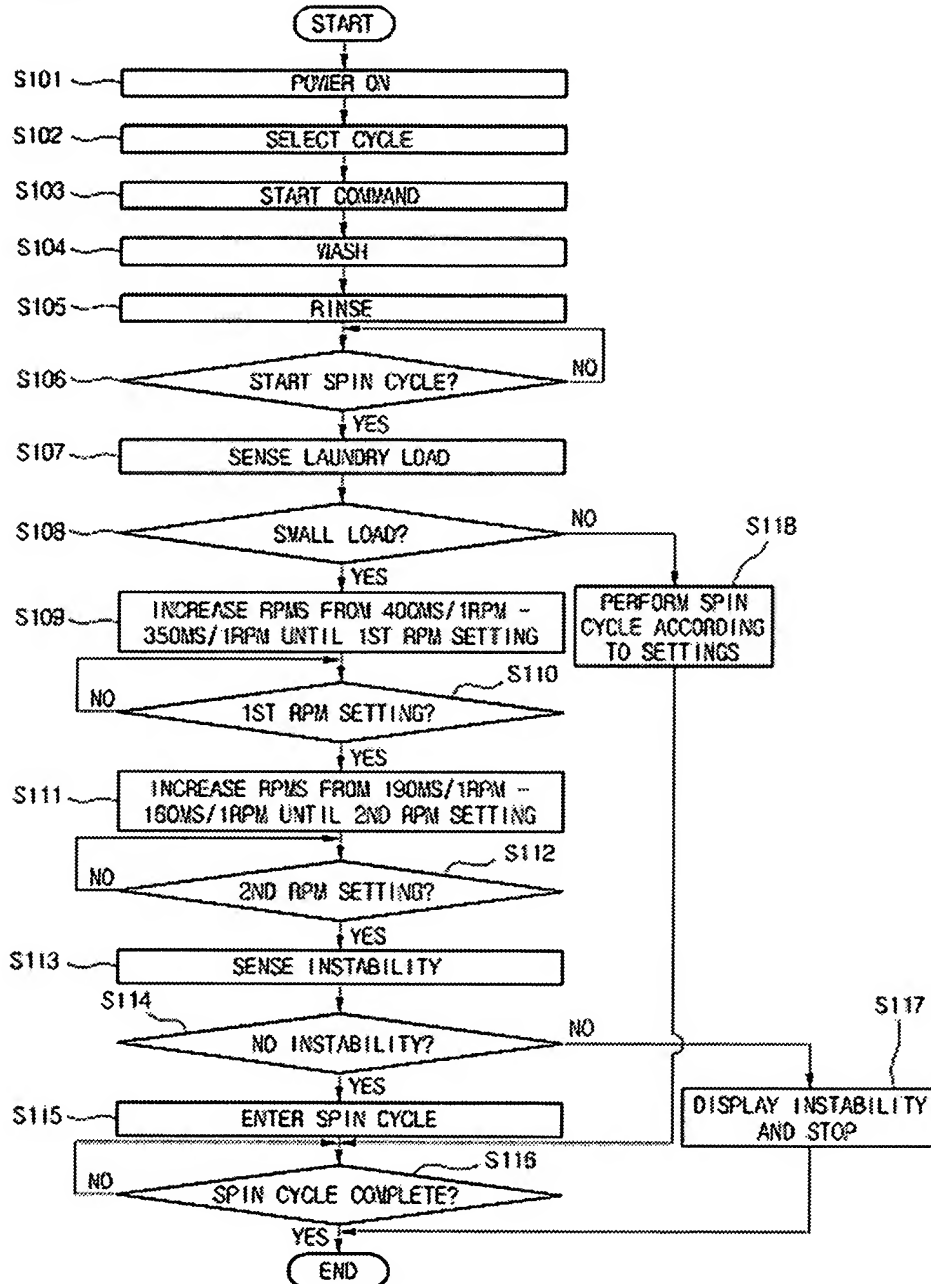 START
S101
POWER ON
S102
SELECT CYCLE
S103
START COMMAND
S104
WASH
S105
RINSE
S106
START SPIN CYCLE?
NO
YES
S107
SENSE LAUNDRY LOAD
S108
SMALL LOAD?
NO
YES
S118
PERFORM SPIN
CYCLE ACCORDING
TO SETTINGS
S109
INCREASE RPMS FROM 400MS/1RPM -
350MS/1RPM UNTIL 1ST RPM SETTING
S110
NO
1ST RPM SETTING?
YES
S111
INCREASE RPMS FROM 190MS/1RPM -
160MS/1RPM UNTIL 2ND RPM SETTING
S112
NO
2ND RPM SETTING?
YES
S113
SENSE INSTABILITY
S114
NO INSTABILITY?
NO
YES
S117
DISPLAY INSTABILITY
AND STOP
S115
ENTER SPIN CYCLE
S116
NO
SPIN CYCLE COMPLETE?
YES
END